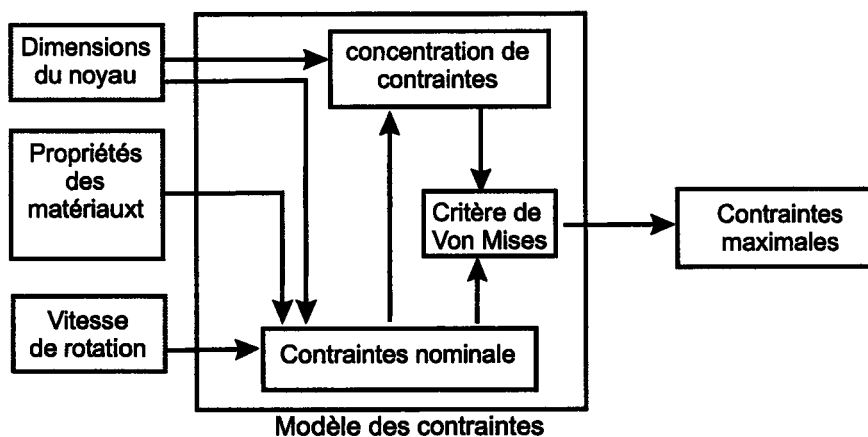 Dimensions
du noyau
concentration de
contraintes
Propriétés
des
matériauxt
Critère de
Von Mises
Contraintes
maximales
Vitesse
de rotation
Contraintes nominale
Modèle des contraintes